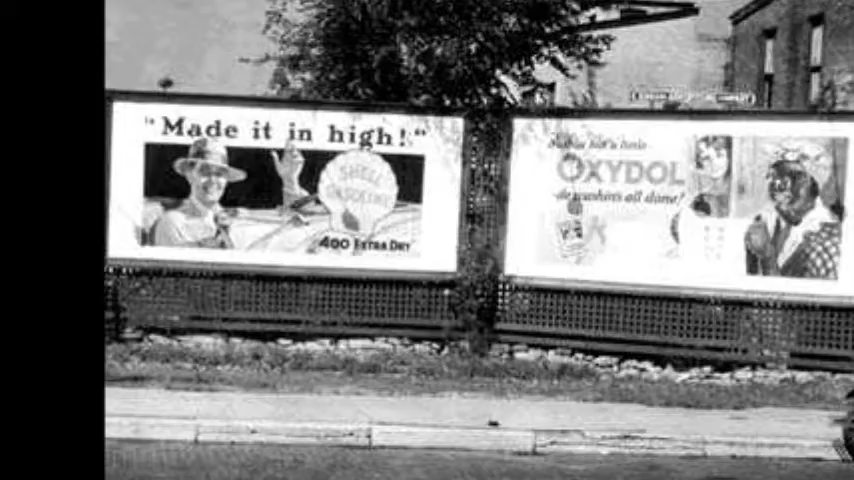 "Made it in high!"
SHELL
GASOLINE
400 EXTRA DRY
OXYDOL
de washin's all done!